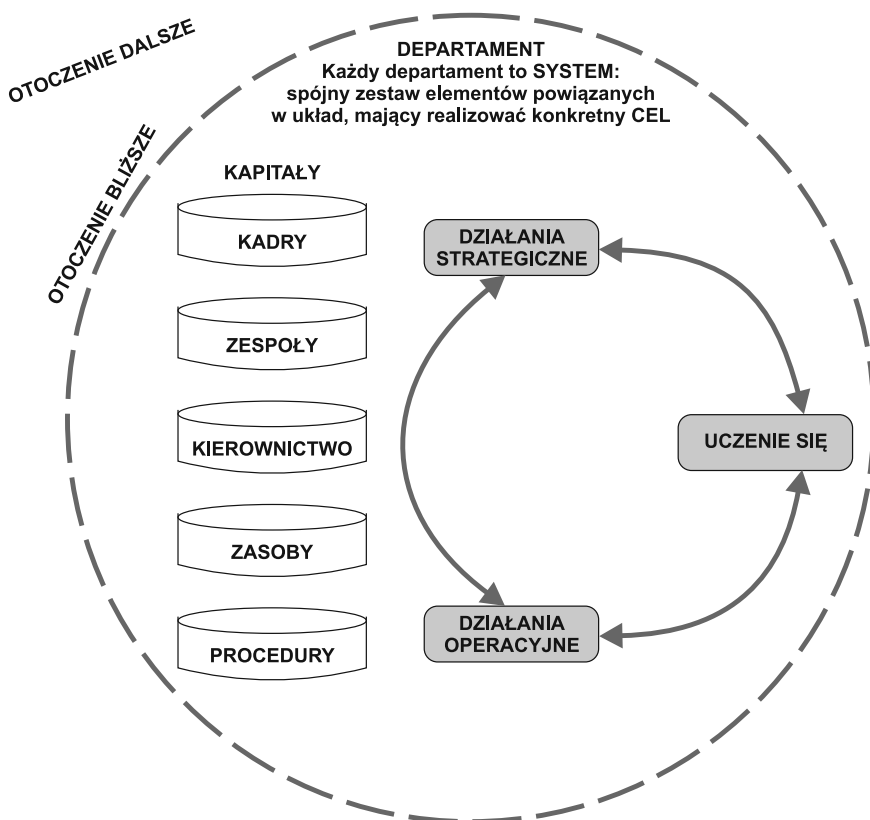 OTOCZENIE DALSZE
OTOCZENIE BLIŻSZE
DEPARTAMENT
Każdy departament to SYSTEM:
spójny zestaw elementów powiązanych
w układ, mający realizować konkretny CEL
KAPITAŁY
KADRY
ZESPOŁY
KIEROWNICTWO
ZASOBY
PROCEDURY
DZIAŁANIA
STRATEGICZNE
UCZENIE SIĘ
DZIAŁANIA
OPERACYJNE